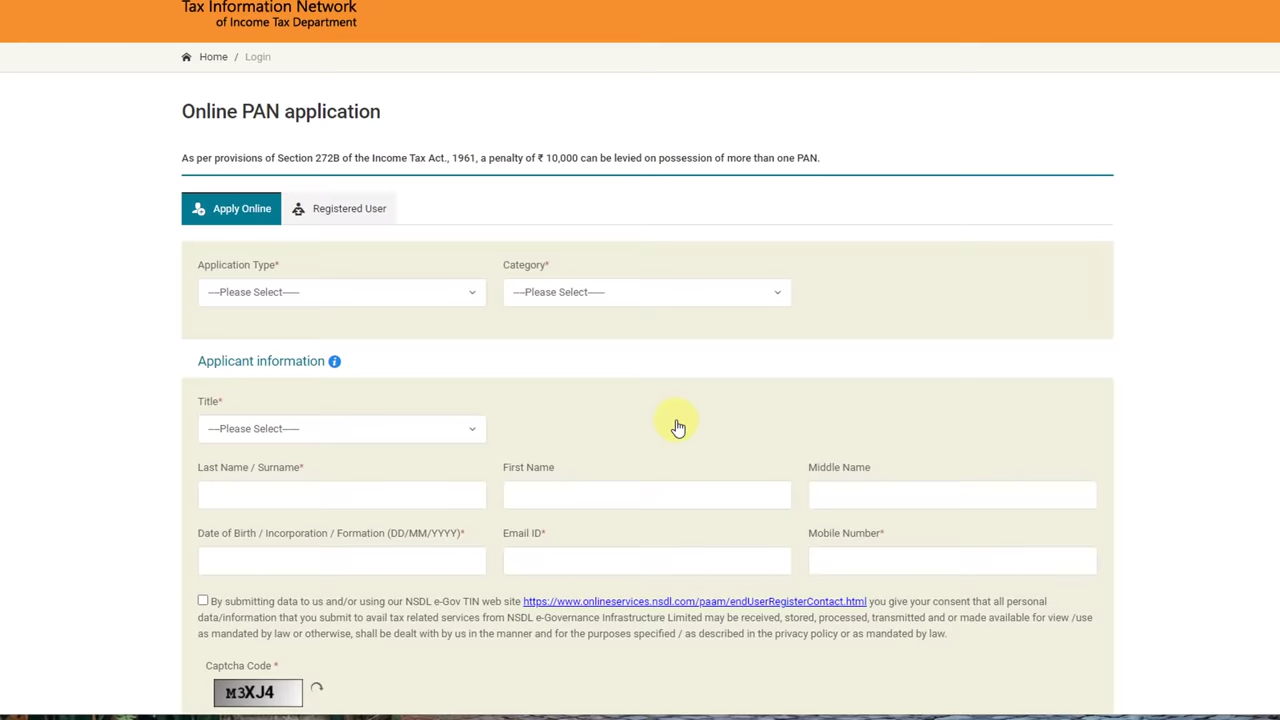 Tax Information Network
of Income Tax Department
Home / Login
Online PAN application
As per provisions of Section 272B of the Income Tax Act., 1961, a penalty of ₹ 10,000 can be levied on possession of more than one PAN.
Apply Online Registered User
Application Type* Category*
---Please Select----- ---Please Select-----
Applicant information i
Title*
---Please Select-----
Last Name / Surname* First Name Middle Name
Date of Birth / Incorporation / Formation (DD/MM/YYYY)* Email ID* Mobile Number*
By submitting data to us and/or using our NSDL e-Gov TIN web site https://www.onlineservices.nsdl.com/paam/endUserRegisterContact.html you give your consent that all personal
data/information that you submit to avail tax related services from NSDL e-Governance Infrastructure Limited may be received, stored, processed, transmitted and or made available for view /use
as mandated by law or otherwise, shall be dealt with by us in the manner and for the purposes specified / as described in the privacy policy or as mandated by law.
Captcha Code *
M3XJ4